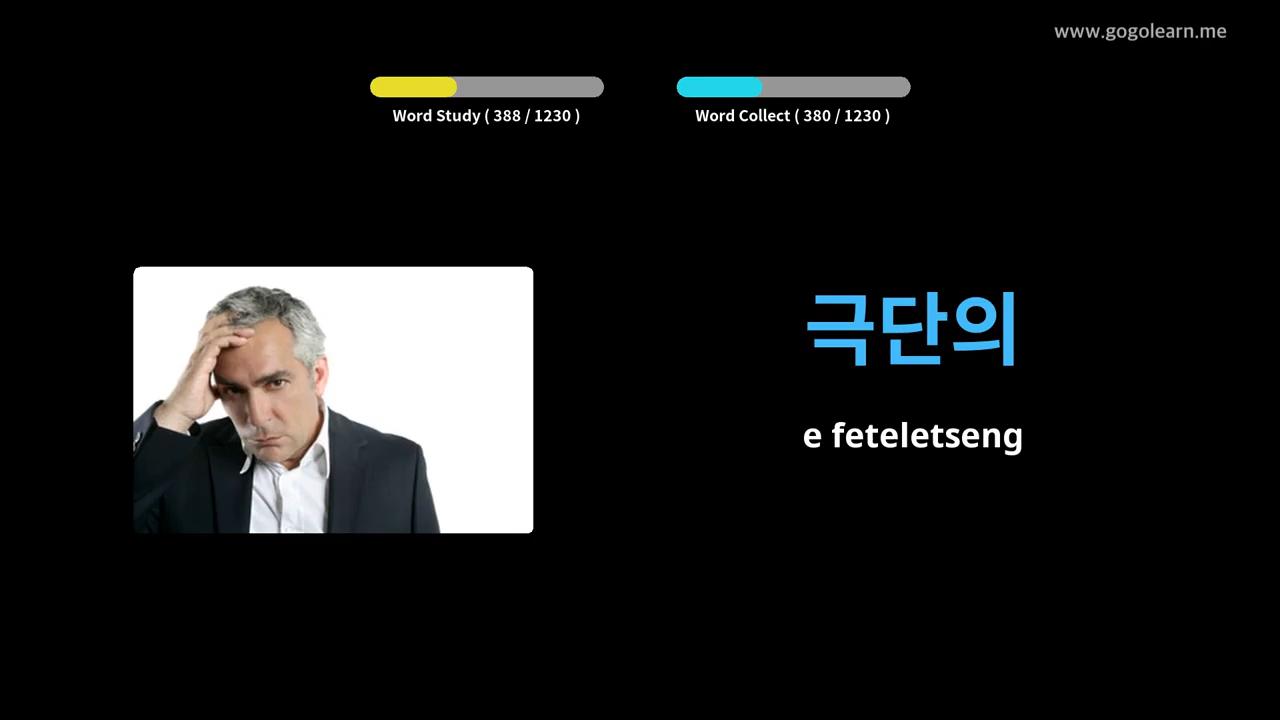 www.gogolearn.me
Word Study ( 388 / 1230 )
Word Collect ( 380 / 1230 )
극단의
e feteletseng